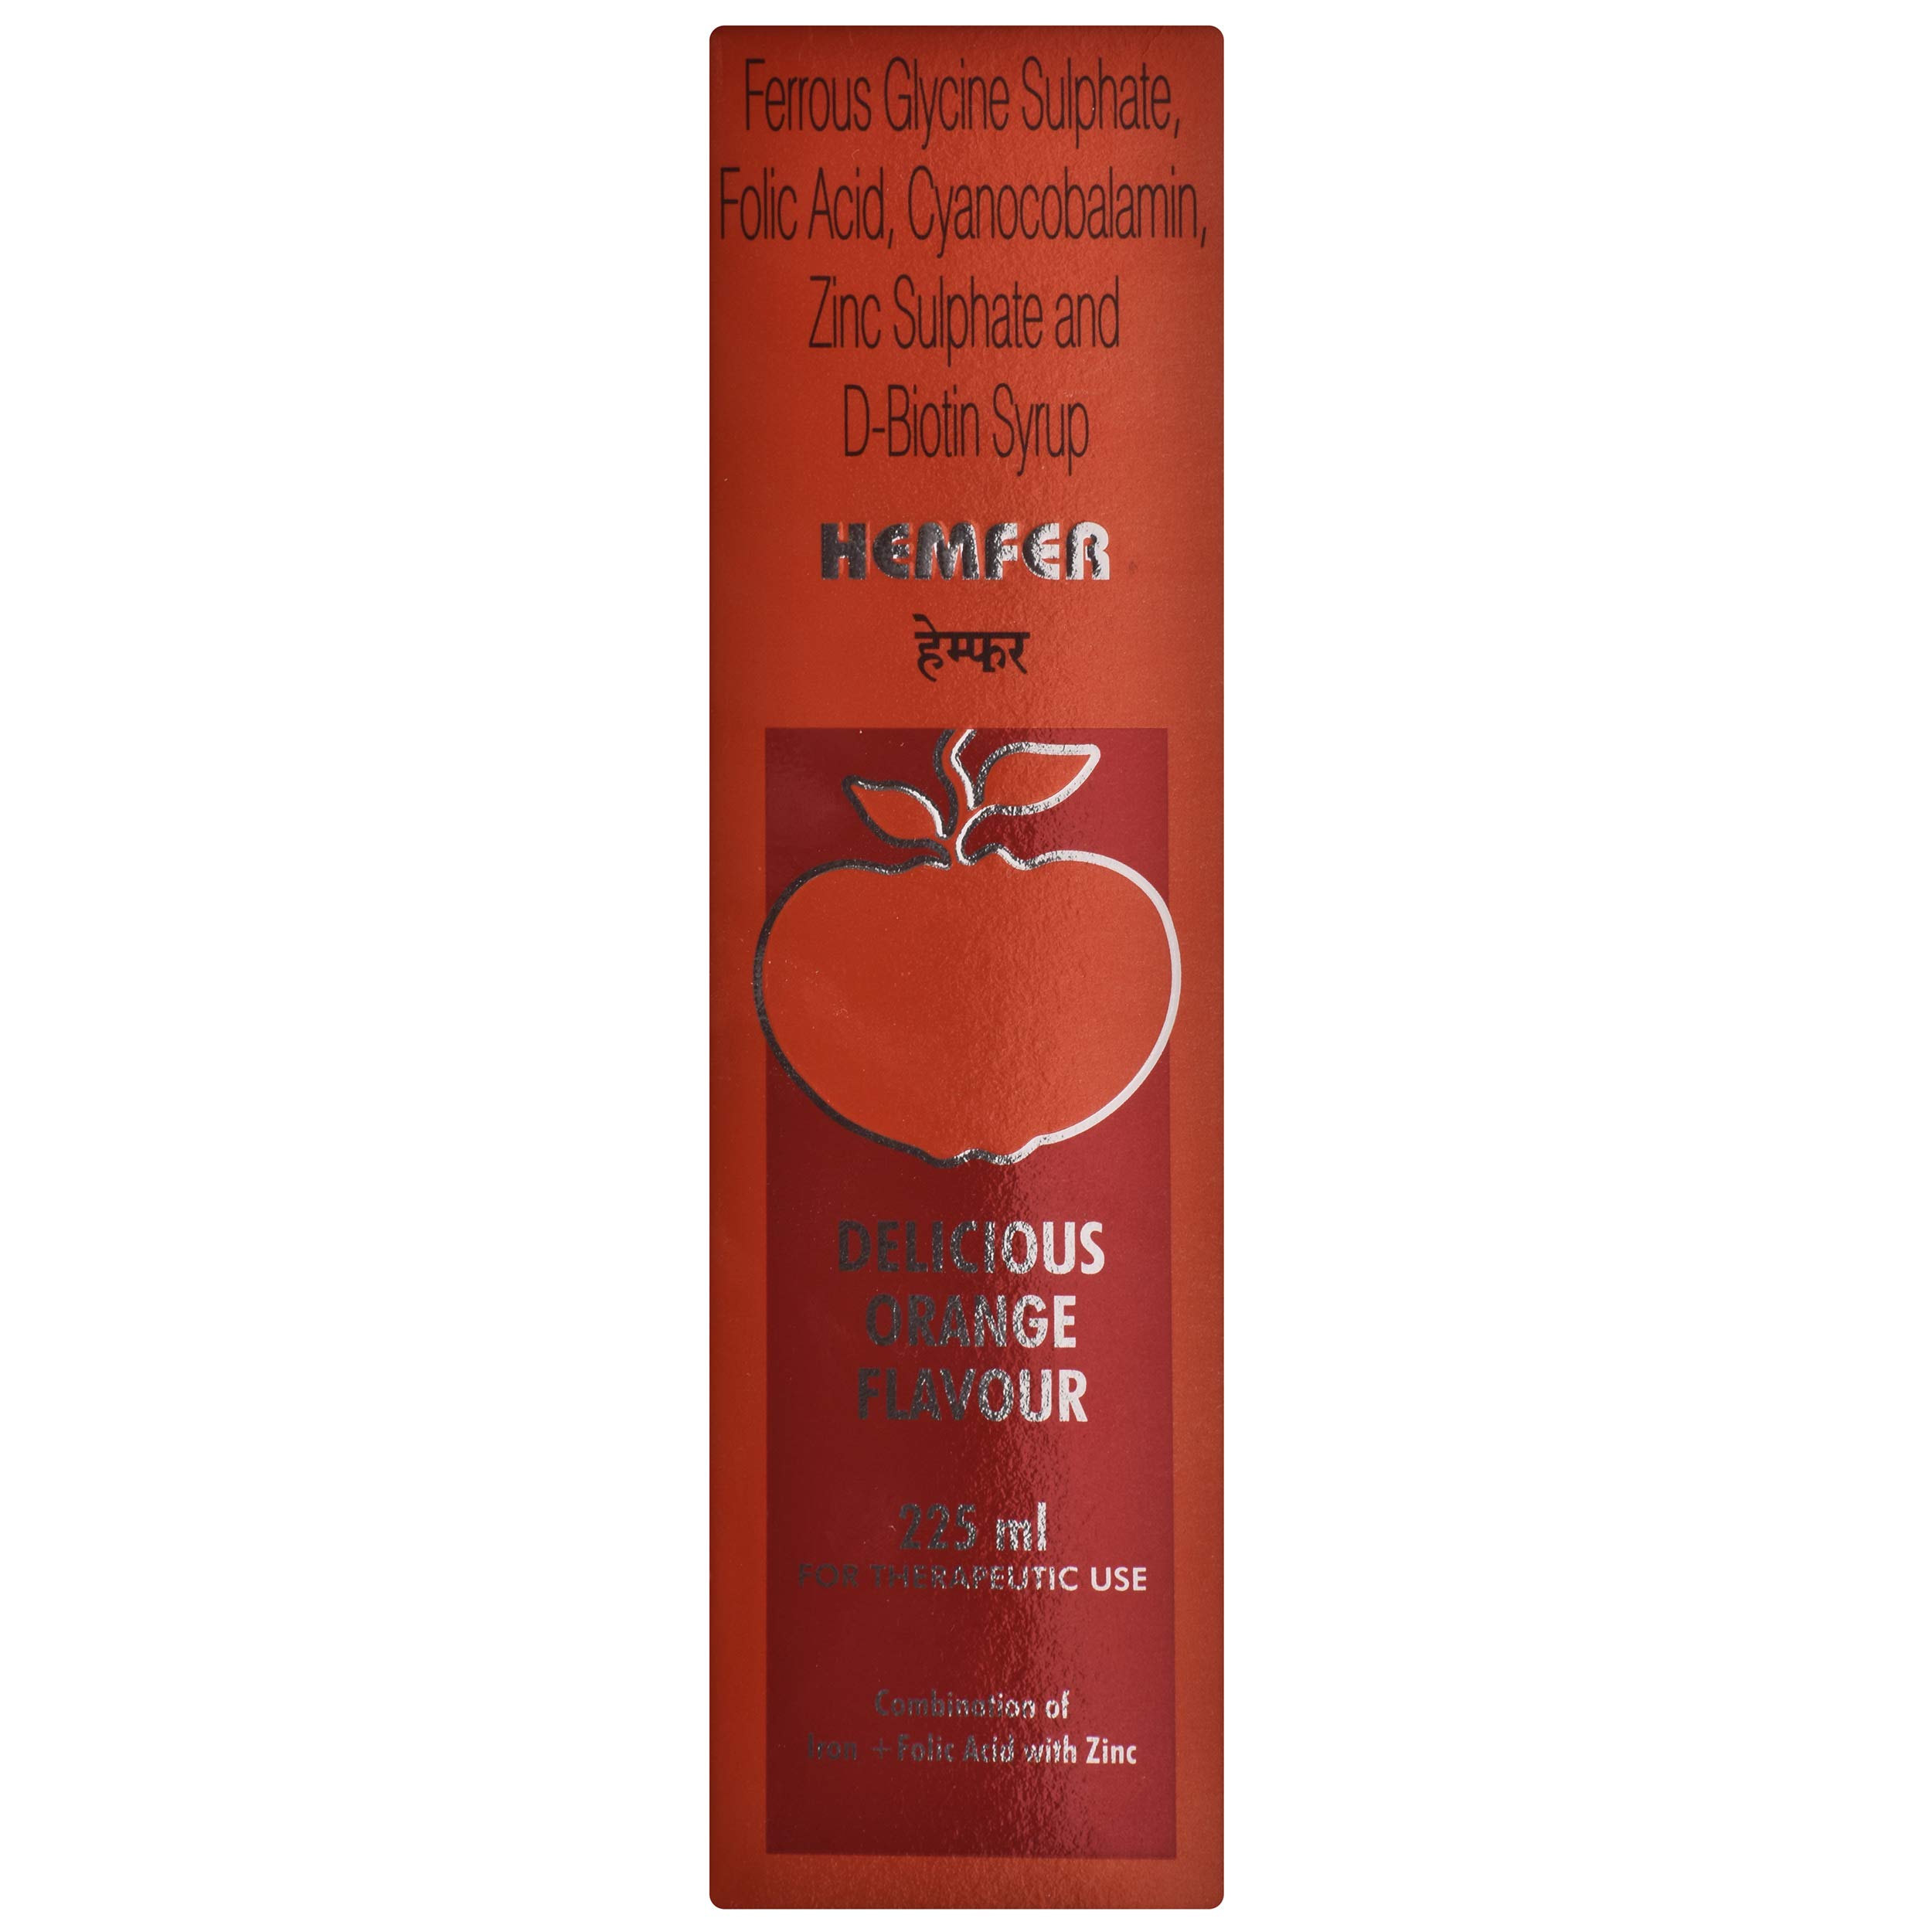 Ferrous Glycine Sulphate,
Folic Acid, Cyanocobalamin,
Zinc Sulphate and
D-Biotin Syrup
HEMFER
हेम्फर
DELICIOUS
ORANGE
FLAVOUR
225 ml
FOR THERAPEUTIC USE
Combination of
Iron + Folic Acid with Zinc